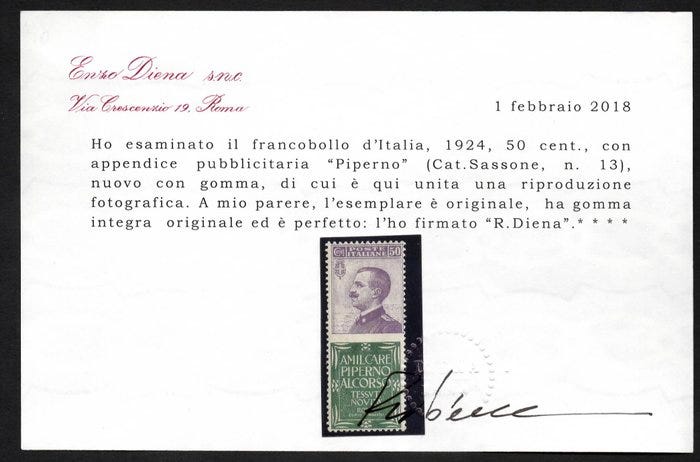 Enzo Diena s.n.c.
Via Crescenzio 19, Roma
1 febbraio 2018
Ho esaminato il francobollo d'Italia, 1924, 50 cent., con
appendice pubblicitaria "Piperno" (Cat.Sassone, n. 13),
nuovo con gomma, di cui è qui unita una riproduzione
fotografica. A mio parere, l'esemplare è originale, ha gomma
integra originale ed è perfetto: l'ho firmato "R.Diena".* * * *
POSTE 50
ITALIANE
AMILCARE
PIPERNO
ALCORSO
TESSUTI
NOVITÀ